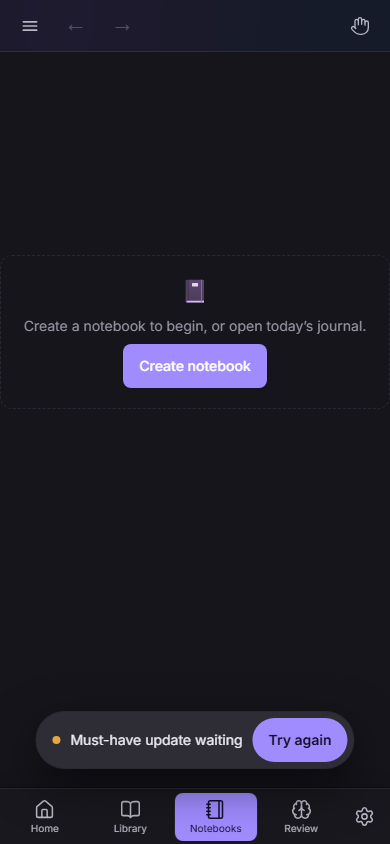 Create a notebook to begin, or open today’s journal.
Create notebook
Must-have update waiting
Try again
Home
Library
Notebooks
Review